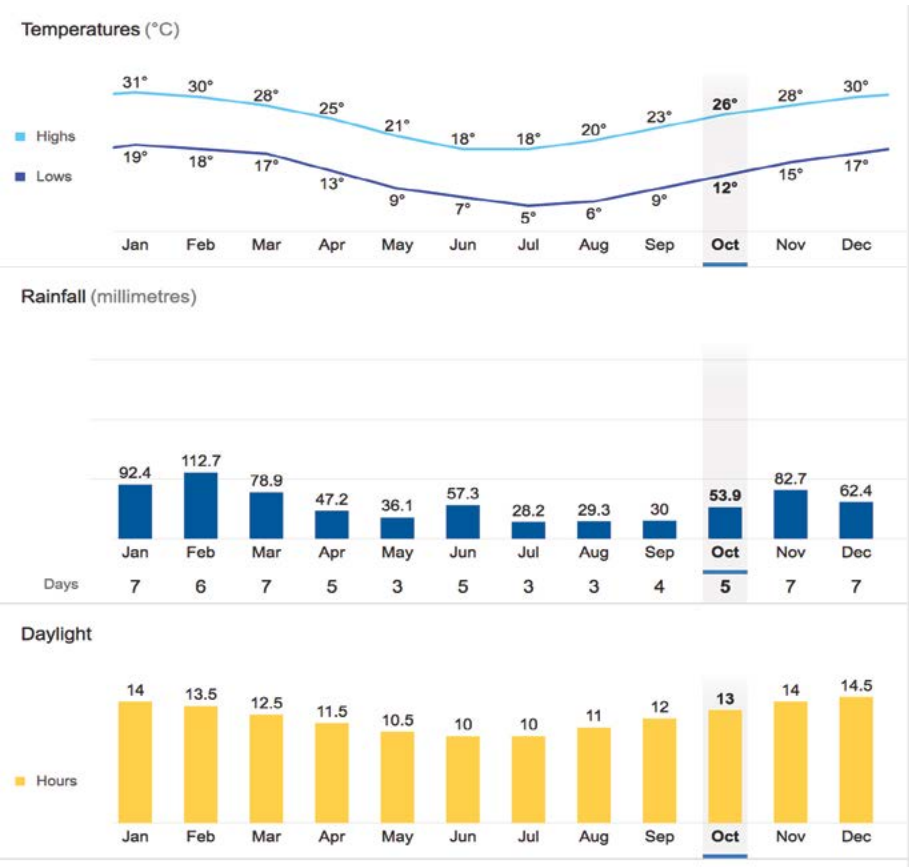 Temperatures (°C)
31° 30° 28° 25° 21° 18° 18° 20° 23° 26° 28° 30°
Highs
19° 18° 17° 13° 9° 7° 5° 6° 9° 12° 15° 17°
Lows
Jan Feb Mar Apr May Jun Jul Aug Sep Oct Nov Dec
Rainfall (millimetres)
92.4 112.7 78.9 47.2 36.1 57.3 28.2 29.3 30 53.9 82.7 62.4
Jan Feb Mar Apr May Jun Jul Aug Sep Oct Nov Dec
Days 7 6 7 5 3 5 3 3 4 5 7 7
Daylight
14 13.5 12.5 11.5 10.5 10 10 11 12 13 14 14.5
Hours
Jan Feb Mar Apr May Jun Jul Aug Sep Oct Nov Dec